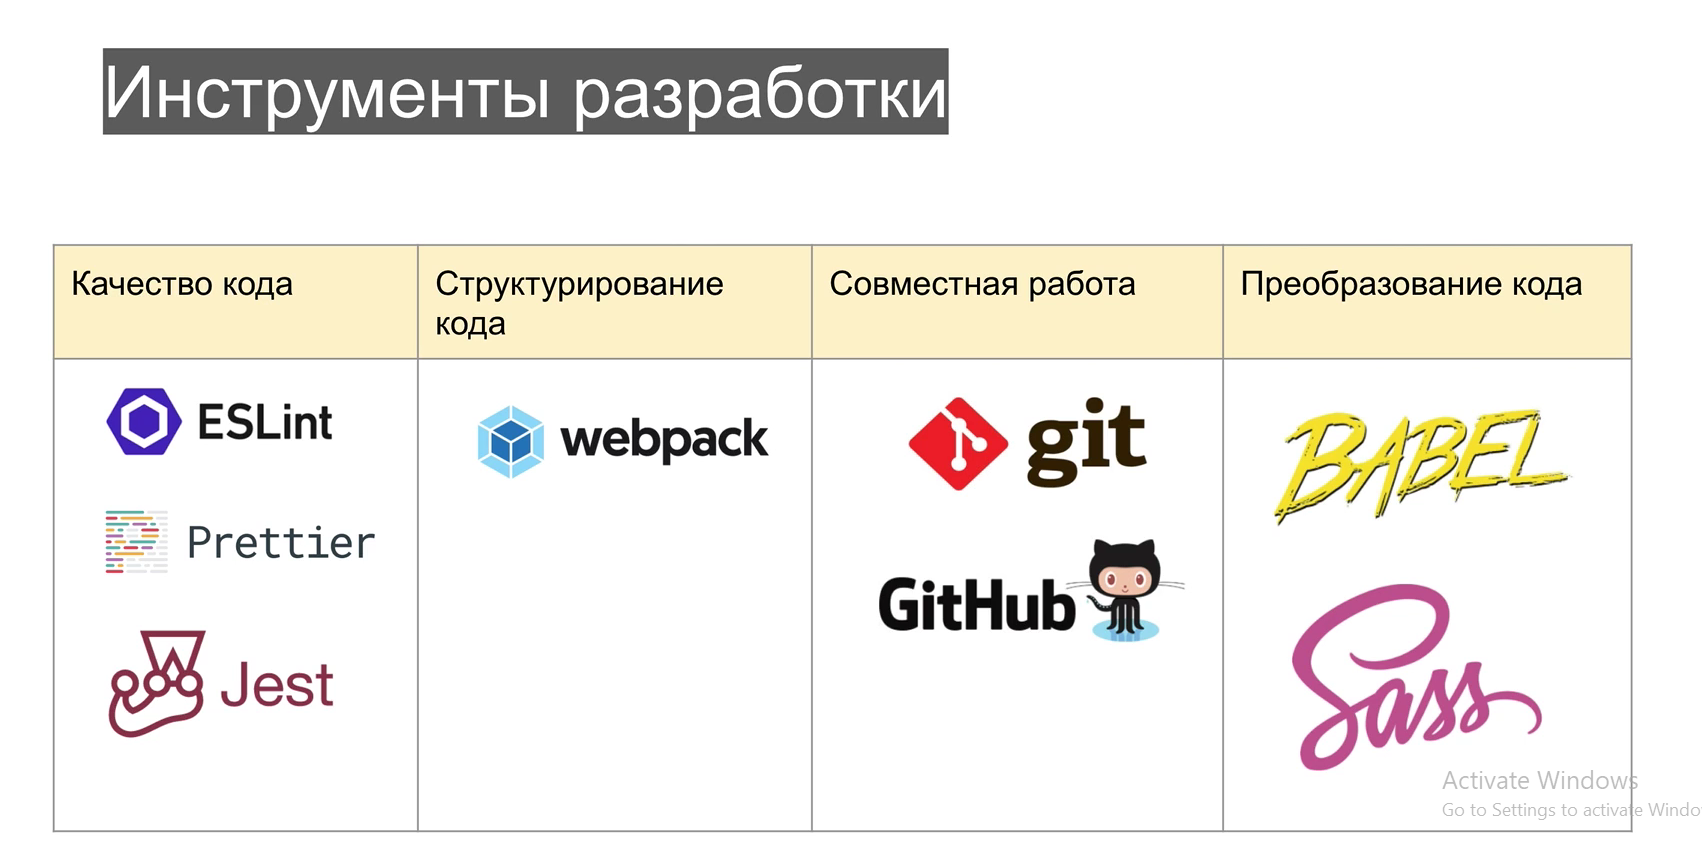 Инструменты разработки
Качество кода
Структурирование
кода
Совместная работа
Преобразование кода
ESLint
webpack
git
BABEL
Prettier
GitHub
Jest
Sass
Activate Windows
Go to Settings to activate Windo